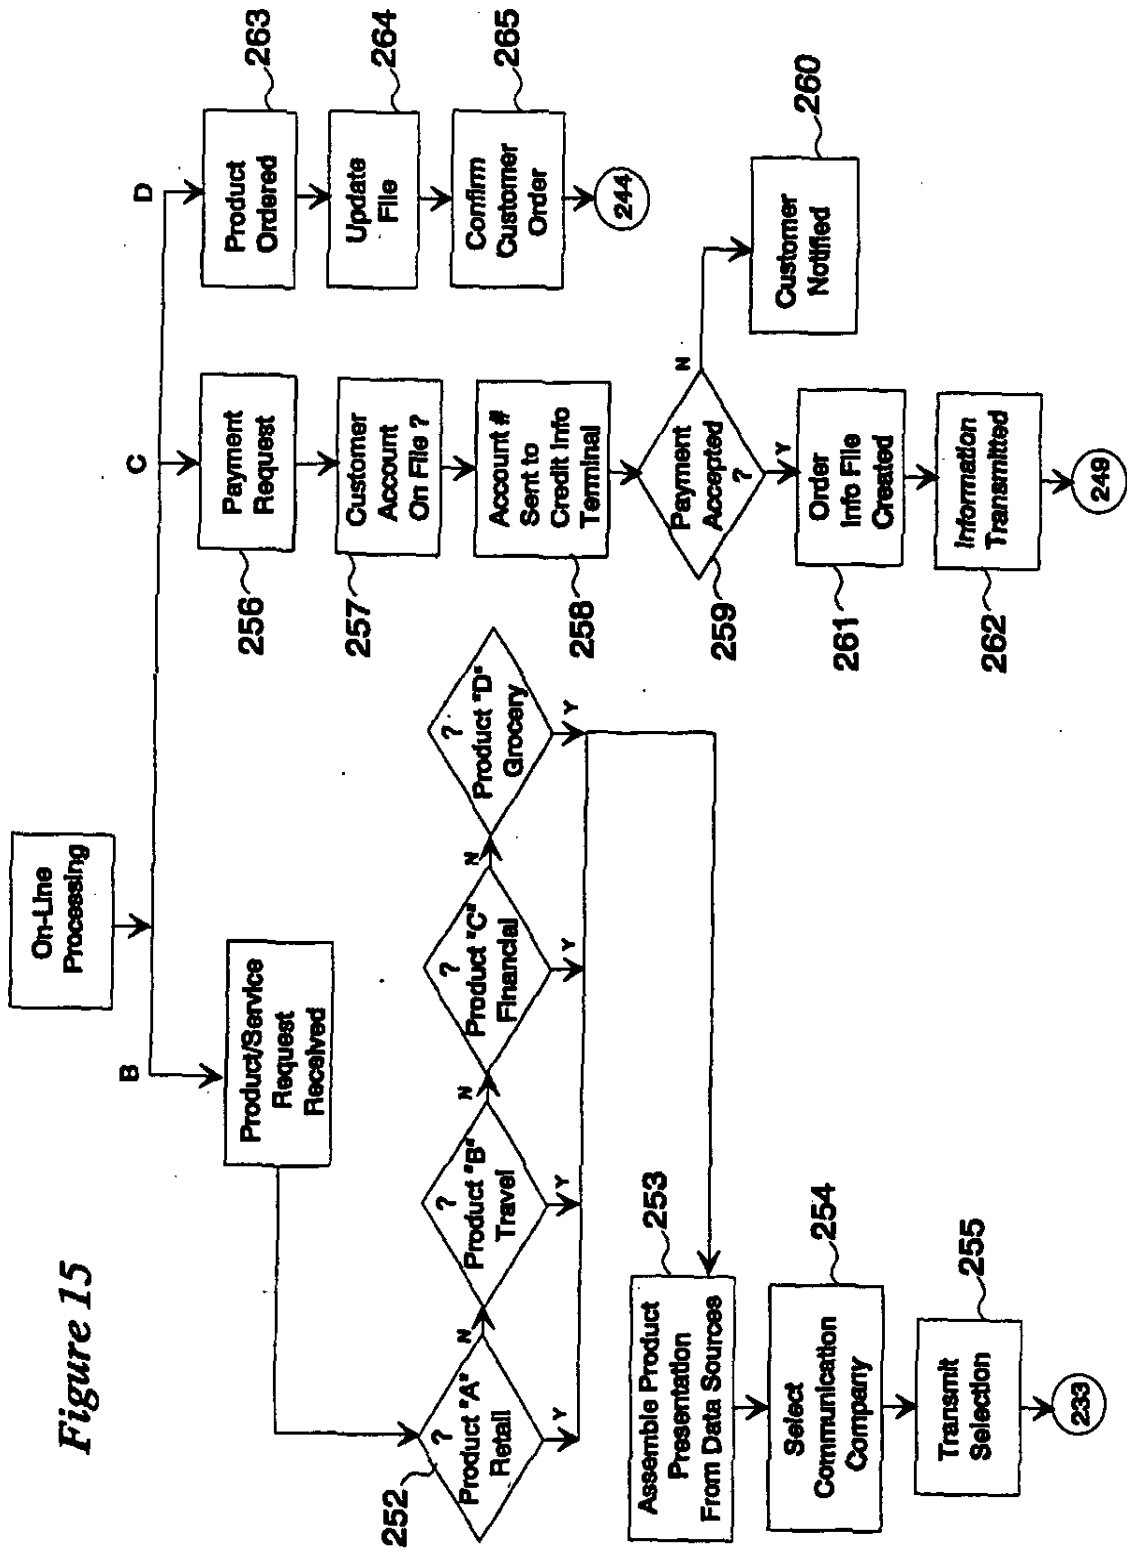 Figure 15
On-Line
Processing
B
C
D
Product/Service
Request
Received
252
?
Product "A"
Retail
N
Y
?
Product "B"
Travel
N
Y
?
Product "C"
Financial
N
Y
?
Product "D"
Grocery
Y
Assemble Product
Presentation
From Data Sources
253
Select
Communication
Company
254
Transmit
Selection
255
233
Payment
Request
256
Customer
Account
On File ?
257
Account #
Sent to
Credit Info
Terminal
258
Payment
Accepted
?
259
N
Y
Customer
Notified
260
Order
Info File
Created
261
Information
Transmitted
262
249
Product
Ordered
263
Update
File
264
Confirm
Customer
Order
265
244